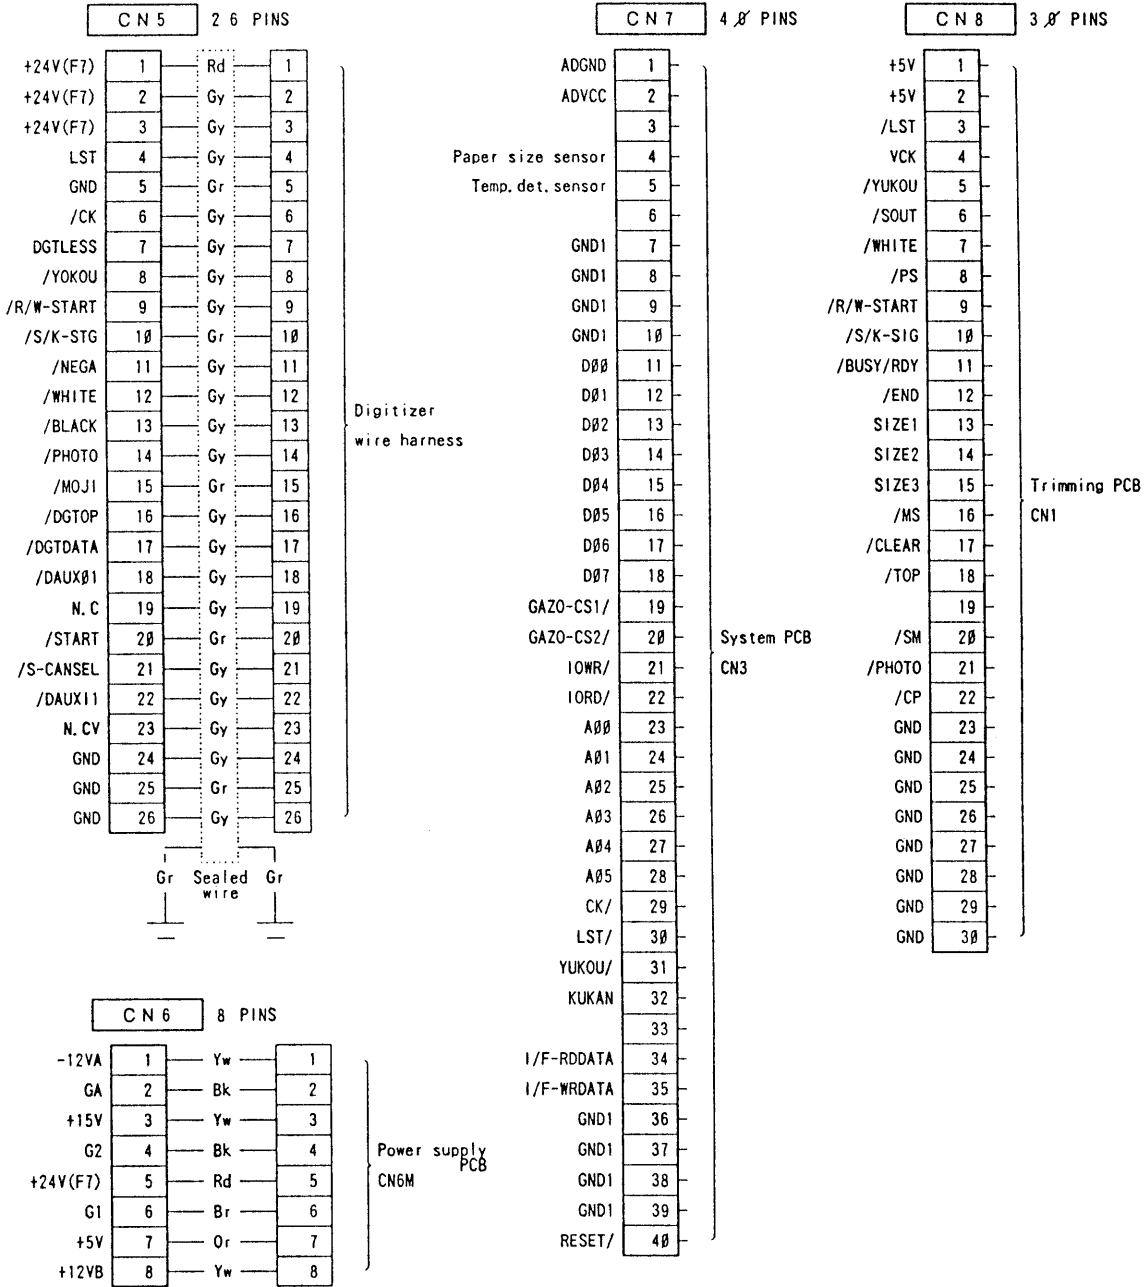 CN5 26 PINS
+24V(F7) 1 Rd 1
+24V(F7) 2 Gy 2
+24V(F7) 3 Gy 3
LST 4 Gy 4
GND 5 Gr 5
/CK 6 Gy 6
DGTLESS 7 Gy 7
/YOKOU 8 Gy 8
/R/W-START 9 Gy 9
/S/K-STG 10 Gr 10
/NEGA 11 Gy 11
/WHITE 12 Gy 12
/BLACK 13 Gy 13
/PHOTO 14 Gy 14
/MOJI 15 Gr 15
/DGTOP 16 Gy 16
/DGTDATA 17 Gy 17
/DAUX01 18 Gy 18
N.C 19 Gy 19
/START 20 Gr 20
/S-CANSEL 21 Gy 21
/DAUXI1 22 Gy 22
N.CV 23 Gy 23
GND 24 Gy 24
GND 25 Gr 25
GND 26 Gy 26
Digitizer
wire harness
Gr Sealed Gr
wire
CN6 8 PINS
-12VA 1 Yw 1
GA 2 Bk 2
+15V 3 Yw 3
G2 4 Bk 4
+24V(F7) 5 Rd 5
G1 6 Br 6
+5V 7 Or 7
+12VB 8 Yw 8
Power supply
PCB
CN6M
CN7 40 PINS
ADGND 1
ADVCC 2
3
Paper size sensor 4
Temp.det.sensor 5
6
GND1 7
GND1 8
GND1 9
GND1 10
D00 11
D01 12
D02 13
D03 14
D04 15
D05 16
D06 17
D07 18
GAZO-CS1/ 19
GAZO-CS2/ 20
IOWR/ 21
IORD/ 22
A00 23
A01 24
A02 25
A03 26
A04 27
A05 28
CK/ 29
LST/ 30
YUKOU/ 31
KUKAN 32
33
I/F-RDDATA 34
I/F-WRDATA 35
GND1 36
GND1 37
GND1 38
GND1 39
RESET/ 40
System PCB
CN3
CN8 30 PINS
+5V 1
+5V 2
/LST 3
VCK 4
/YUKOU 5
/SOUT 6
/WHITE 7
/PS 8
/R/W-START 9
/S/K-SIG 10
/BUSY/RDY 11
/END 12
SIZE1 13
SIZE2 14
SIZE3 15
/MS 16
/CLEAR 17
/TOP 18
19
/SM 20
/PHOTO 21
/CP 22
GND 23
GND 24
GND 25
GND 26
GND 27
GND 28
GND 29
GND 30
Trimming PCB
CN1